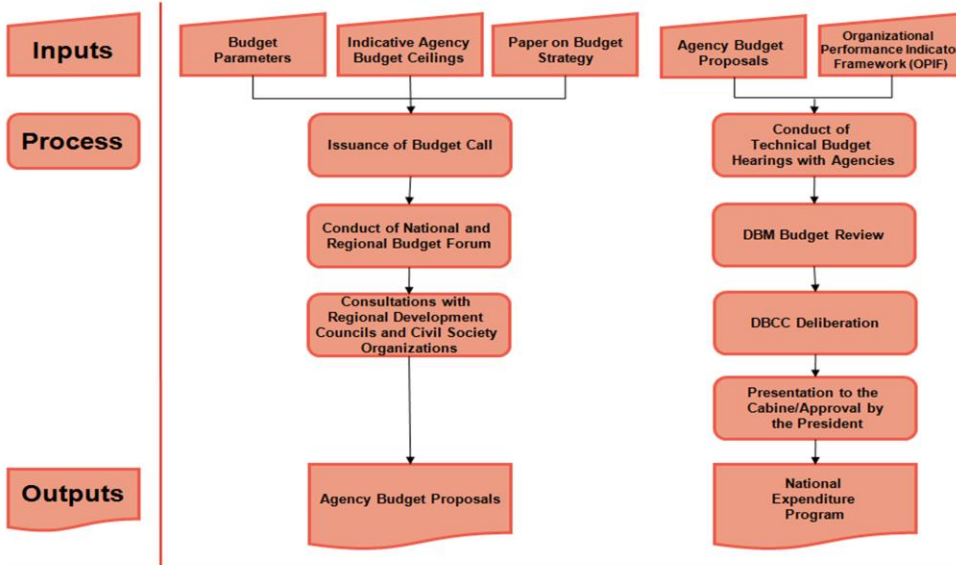 Inputs
Budget
Parameters
Indicative Agency
Budget Ceilings
Paper on Budget
Strategy
Agency Budget
Proposals
Organizational
Performance Indicator
Framework (OPIF)
Process
Issuance of Budget Call
Conduct of
Technical Budget
Hearings with Agencies
Conduct of National and
Regional Budget Forum
DBM Budget Review
Consultations with
Regional Development
Councils and Civil Society
Organizations
DBCC Deliberation
Presentation to the
Cabine/Approval by
the President
Outputs
Agency Budget Proposals
National
Expenditure
Program